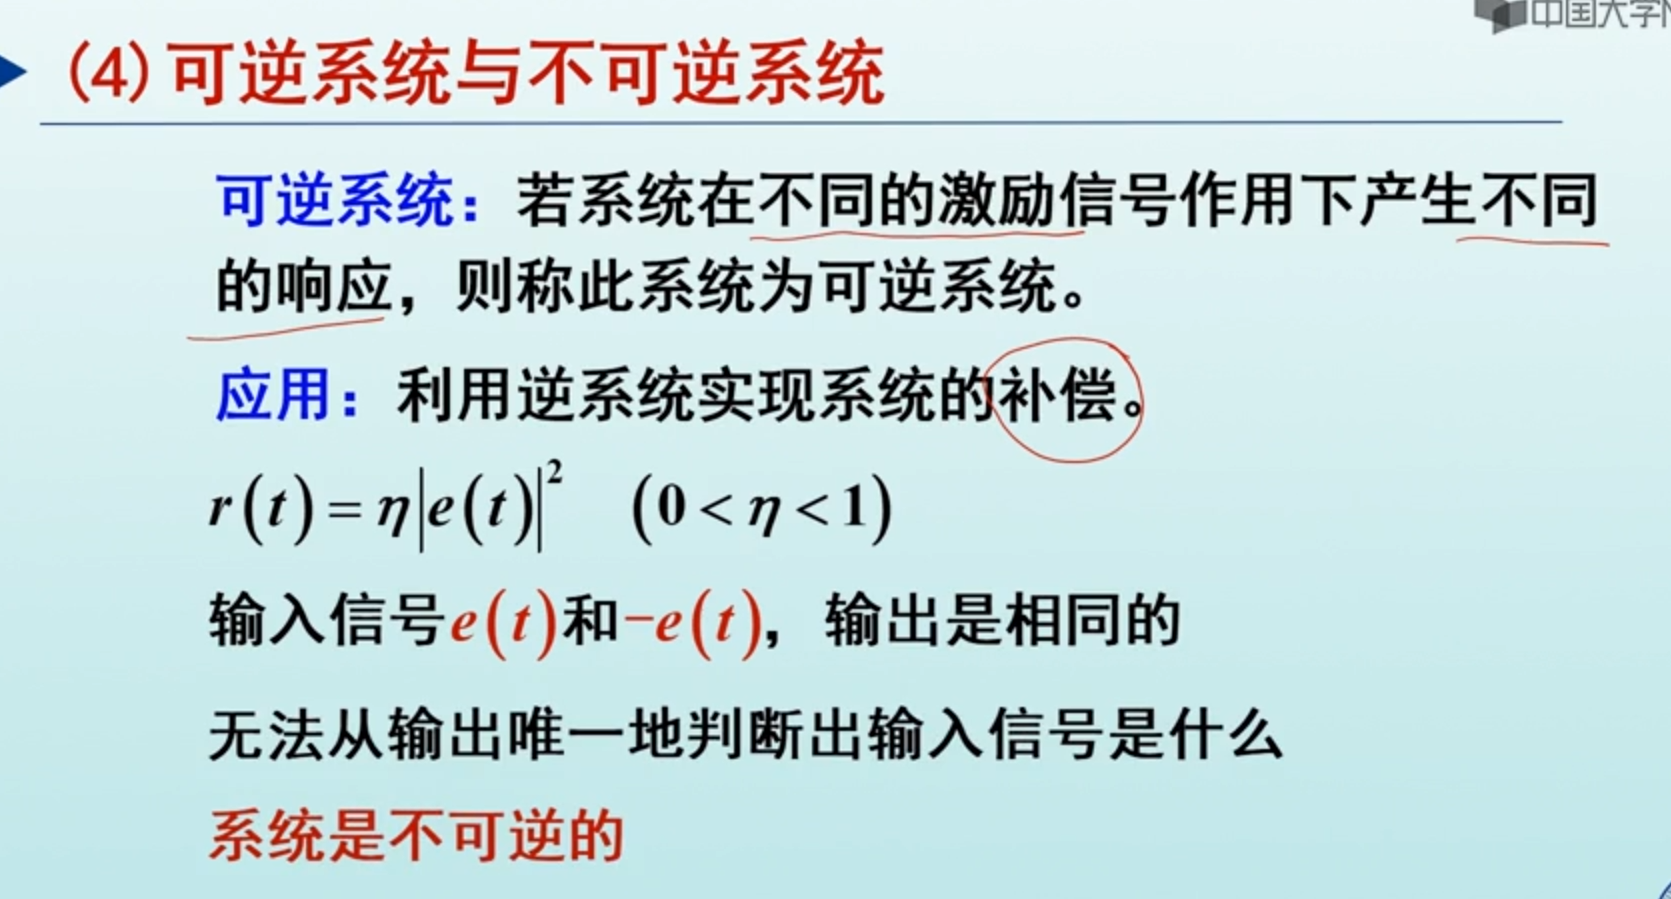 中国大学M
(4)可逆系统与不可逆系统
可逆系统：若系统在不同的激励信号作用下产生不同
的响应，则称此系统为可逆系统。
应用：利用逆系统实现系统的补偿。
r(t)=η|e(t)|² (0<η<1)
输入信号e(t)和-e(t)，输出是相同的
无法从输出唯一地判断出输入信号是什么
系统是不可逆的